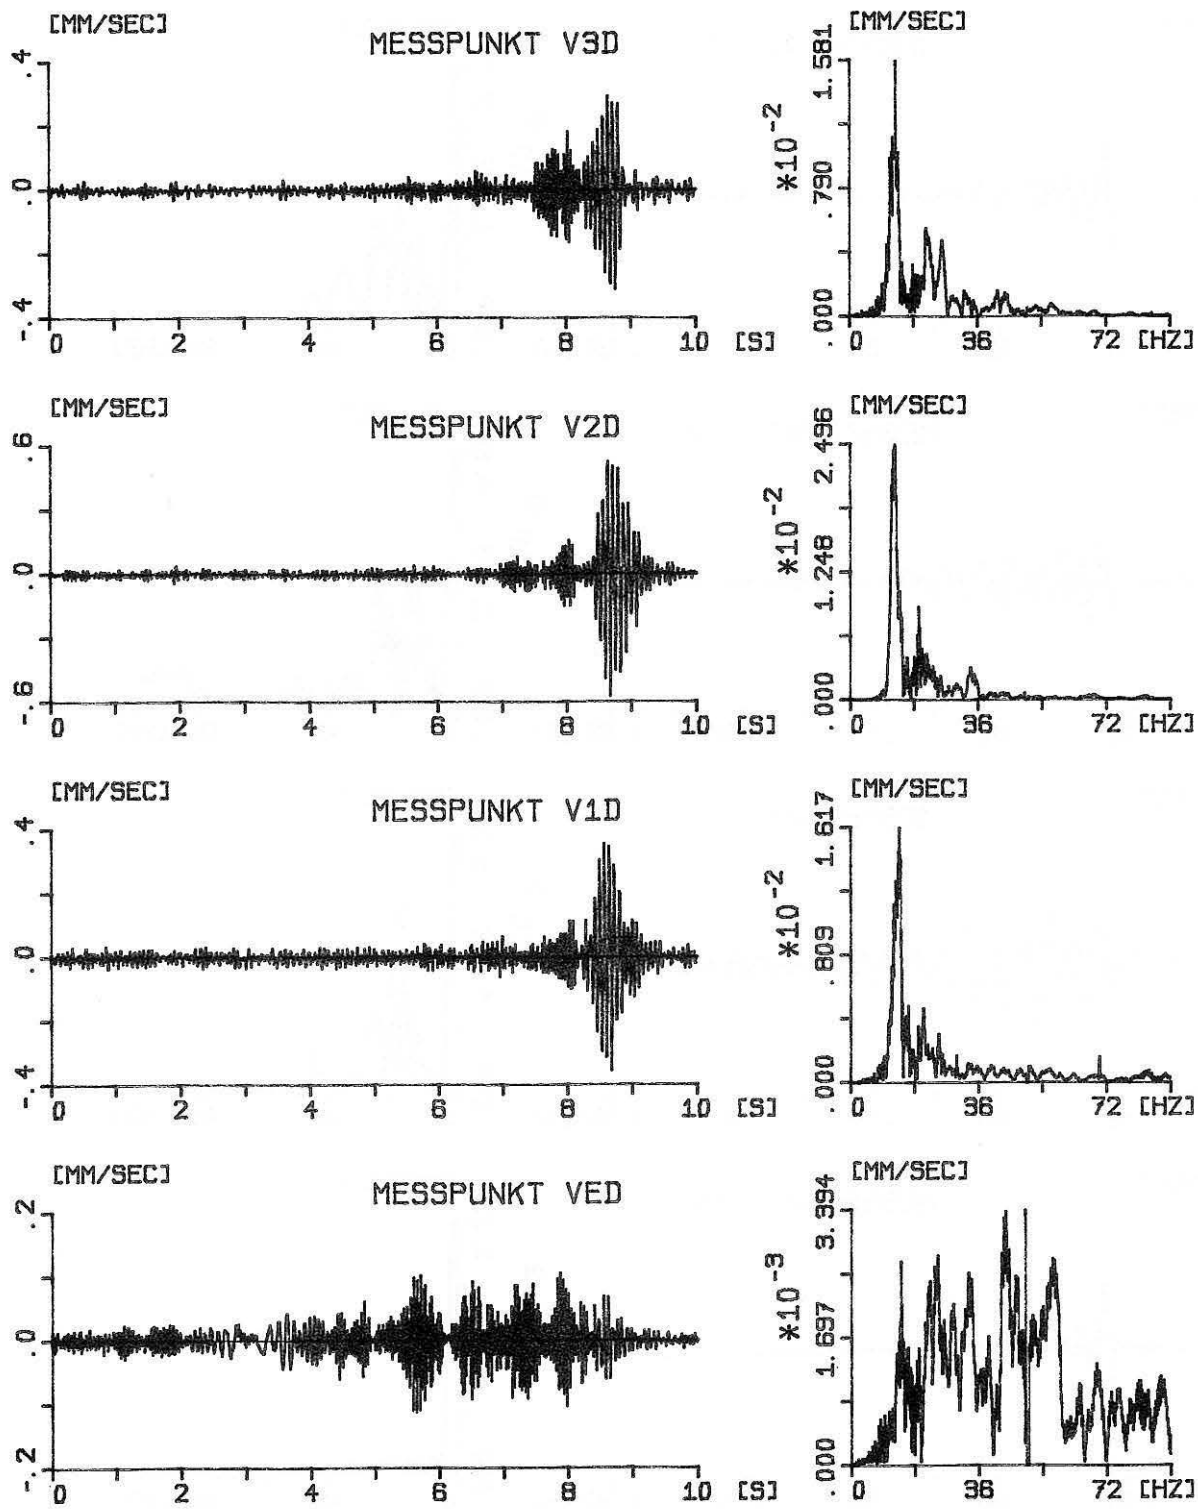 [MM/SEC]
MESSPUNKT V3D
.4
.0
-.4
0 2 4 6 8 10 [S]
[MM/SEC]
*10-2
1.581
.790
.000
0 36 72 [HZ]
[MM/SEC]
MESSPUNKT V2D
.6
.0
-.6
0 2 4 6 8 10 [S]
[MM/SEC]
*10-2
2.496
1.248
.000
0 36 72 [HZ]
[MM/SEC]
MESSPUNKT V1D
.4
.0
-.4
0 2 4 6 8 10 [S]
[MM/SEC]
*10-2
1.617
.809
.000
0 36 72 [HZ]
[MM/SEC]
MESSPUNKT VED
.2
.0
-.2
0 2 4 6 8 10 [S]
[MM/SEC]
*10-3
3.394
1.697
.000
0 36 72 [HZ]